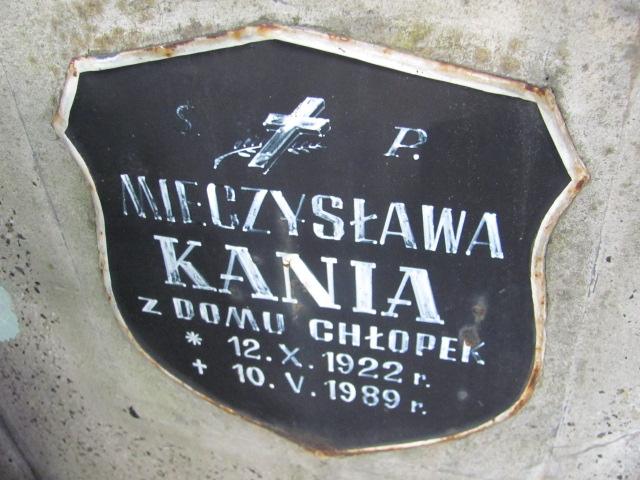 Ś. P.
MIECZYSŁAWA
KANIA
Z DOMU CHŁOPEK
* 12.X.1922 r.
+ 10.V.1989 r.